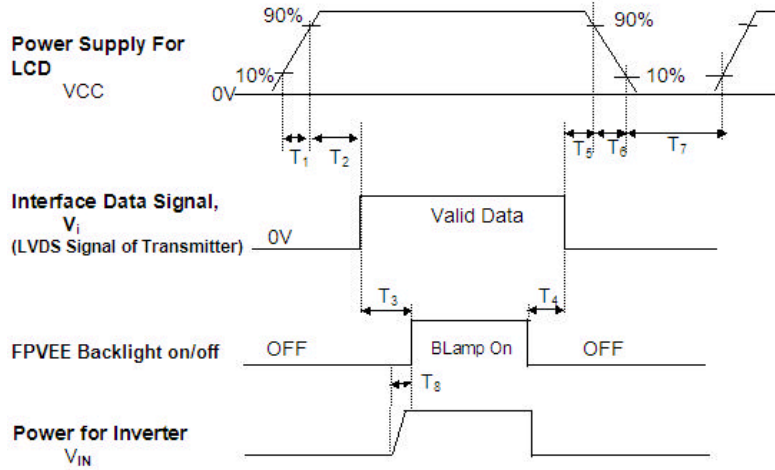 90%
90%
Power Supply For
LCD
VCC
10%
10%
0V
T1
T2
T5
T6
T7
Interface Data Signal,
Vi
(LVDS Signal of Transmitter)
Valid Data
0V
T3
T4
FPVEE Backlight on/off
OFF
BLamp On
OFF
T8
Power for Inverter
VIN